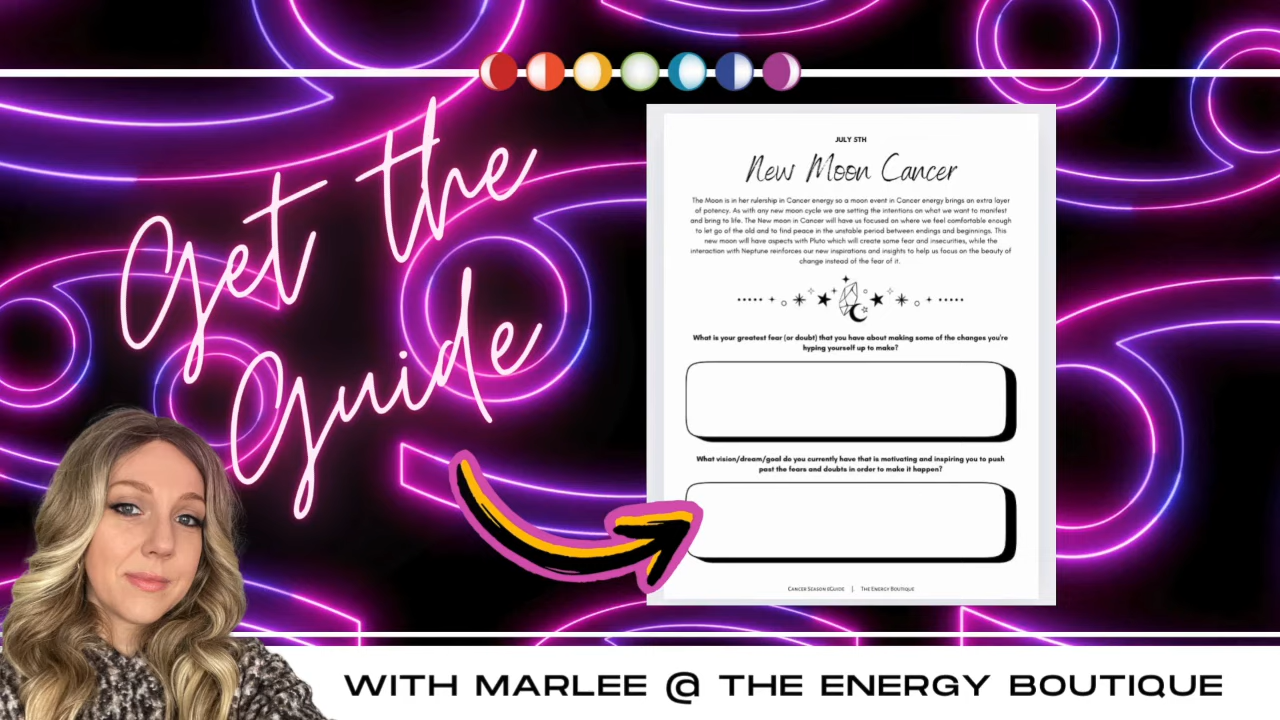 Get the
Guide
JULY 5TH
New Moon Cancer
The Moon is in her rulership in Cancer energy so a moon event in Cancer energy brings an extra layer
of potency. As with any new moon cycle we are setting the intentions on what we want to manifest
and bring to life. The New moon in Cancer will have us focused on where we feel comfortable enough
to let go of the old and to find peace in the unstable period between endings and beginnings. This
new moon will have aspects with Pluto which will create some fear and insecurities, while the
interaction with Neptune reinforces our new inspirations and insights to help us focus on the beauty of
change instead of the fear of it.
What is your greatest fear (or doubt) that you have about making some of the changes you're
hyping yourself up to make?
What vision/dream/goal do you currently have that is motivating and inspiring you to push
past the fears and doubts in order to make it happen?
Cancer Season eGuide | The Energy Boutique
WITH MARLEE @ THE ENERGY BOUTIQUE